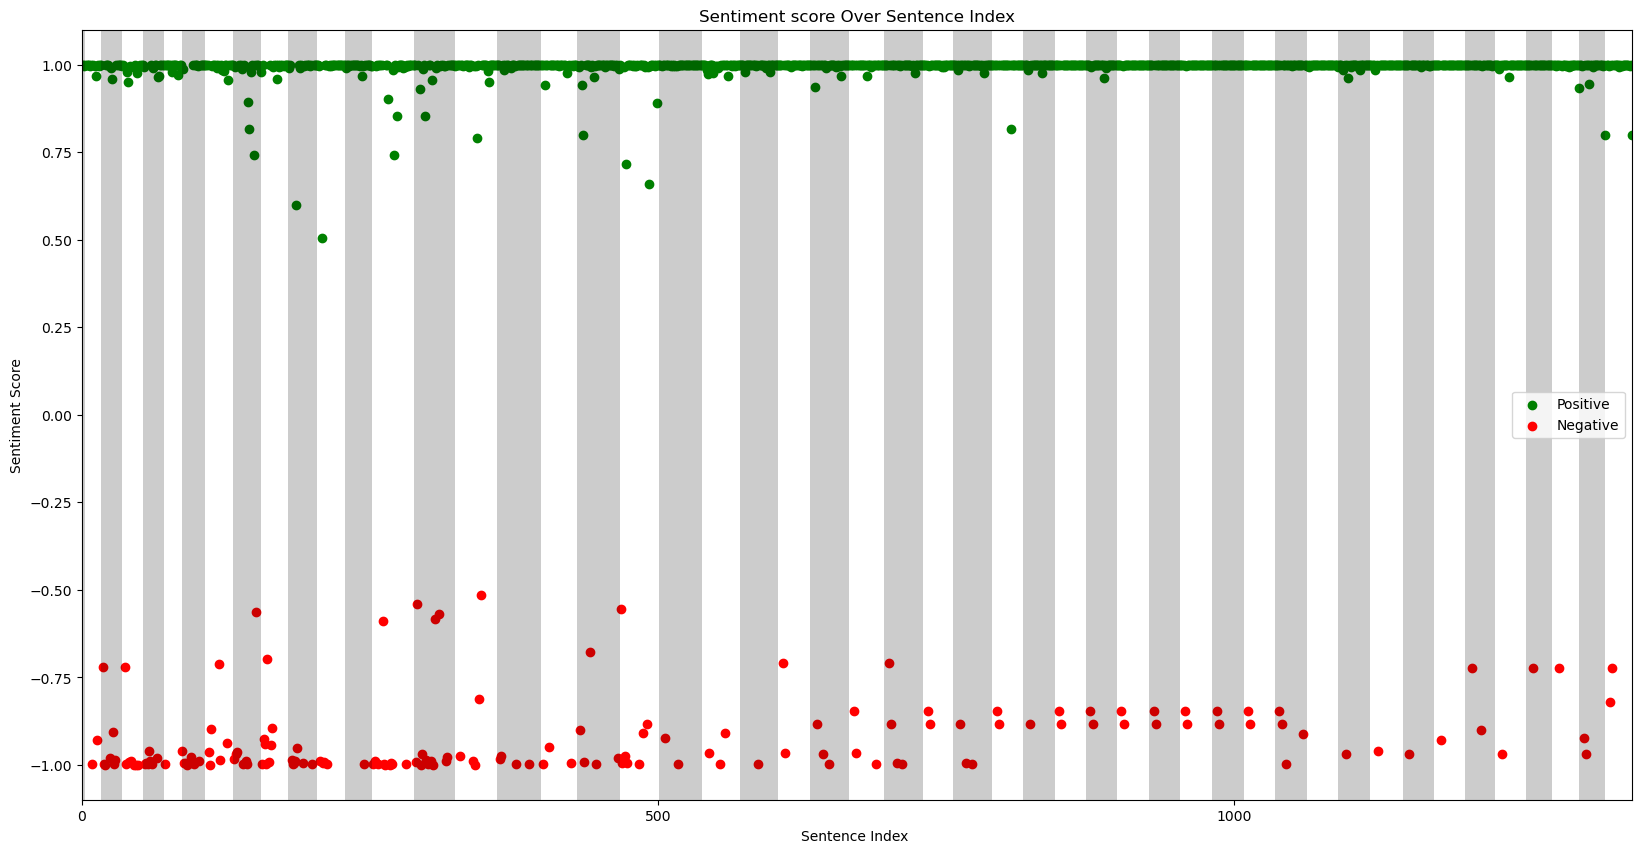 Sentiment score Over Sentence Index
1.00
0.75
0.50
0.25
0.00
−0.25
−0.50
−0.75
−1.00
Sentiment Score
Positive
Negative
0
500
1000
Sentence Index